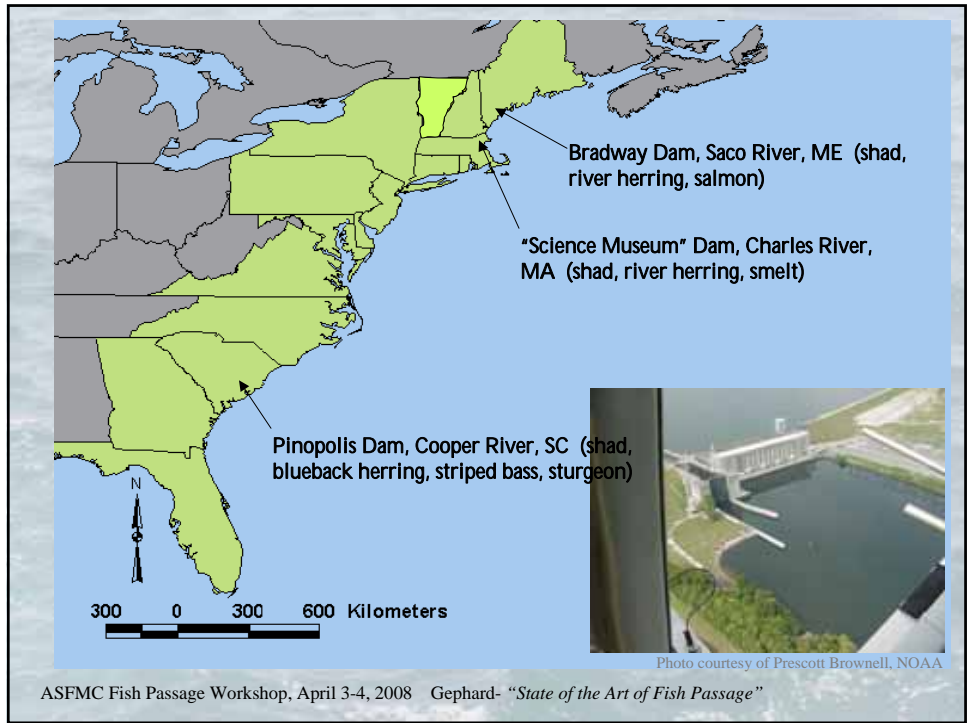 Bradway Dam, Saco River, ME (shad,
river herring, salmon)
“Science Museum” Dam, Charles River,
MA (shad, river herring, smelt)
Pinopolis Dam, Cooper River, SC (shad,
blueback herring, striped bass, sturgeon)
N
300 0 300 600 Kilometers
Photo courtesy of Prescott Brownell, NOAA
ASFMC Fish Passage Workshop, April 3-4, 2008 Gephard- “State of the Art of Fish Passage”